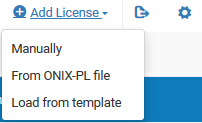 Add License
Manually
From ONIX-PL file
Load from template